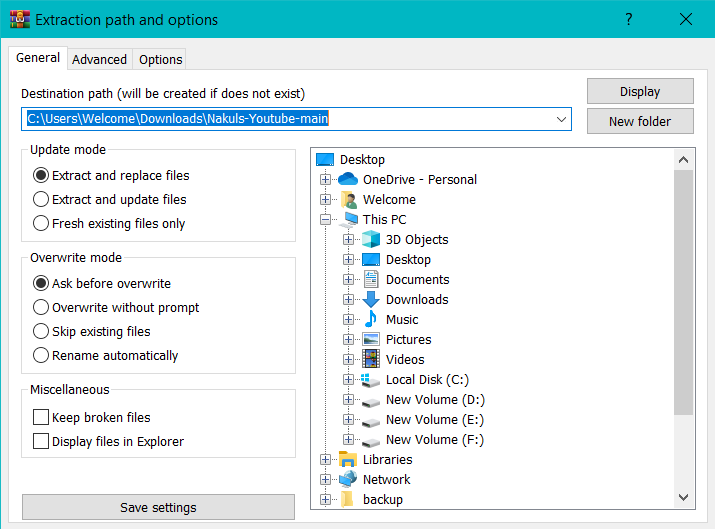 Extraction path and options
?
General Advanced Options
Destination path (will be created if does not exist)
Display
C:\Users\Welcome\Downloads\Nakuls-Youtube-main
New folder
Update mode
Extract and replace files
Extract and update files
Fresh existing files only
Overwrite mode
Ask before overwrite
Overwrite without prompt
Skip existing files
Rename automatically
Miscellaneous
Keep broken files
Display files in Explorer
Save settings
Desktop
OneDrive - Personal
Welcome
This PC
3D Objects
Desktop
Documents
Downloads
Music
Pictures
Videos
Local Disk (C:)
New Volume (D:)
New Volume (E:)
New Volume (F:)
Libraries
Network
backup